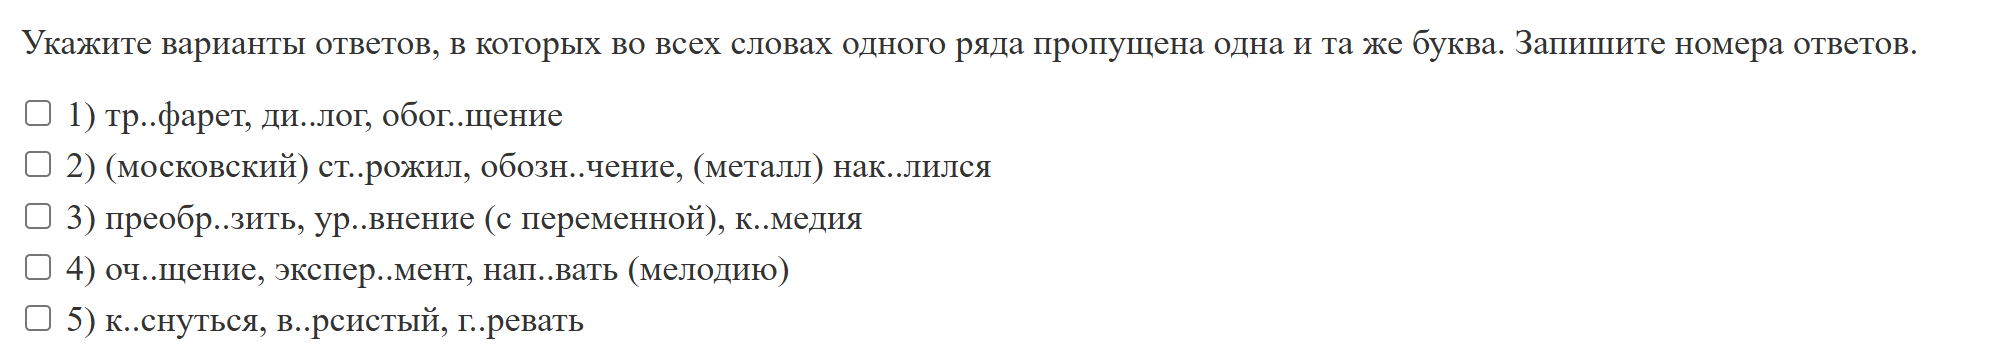 Укажите варианты ответов, в которых во всех словах одного ряда пропущена одна и та же буква. Запишите номера ответов.
1) тр..фарет, ди..лог, обог..щение
2) (московский) ст..рожил, обозн..чение, (металл) нак..лился
3) преобр..зить, ур..внение (с переменной), к..медия
4) оч..щение, экспер..мент, нап..вать (мелодию)
5) к..снуться, в..рсистый, г..ревать